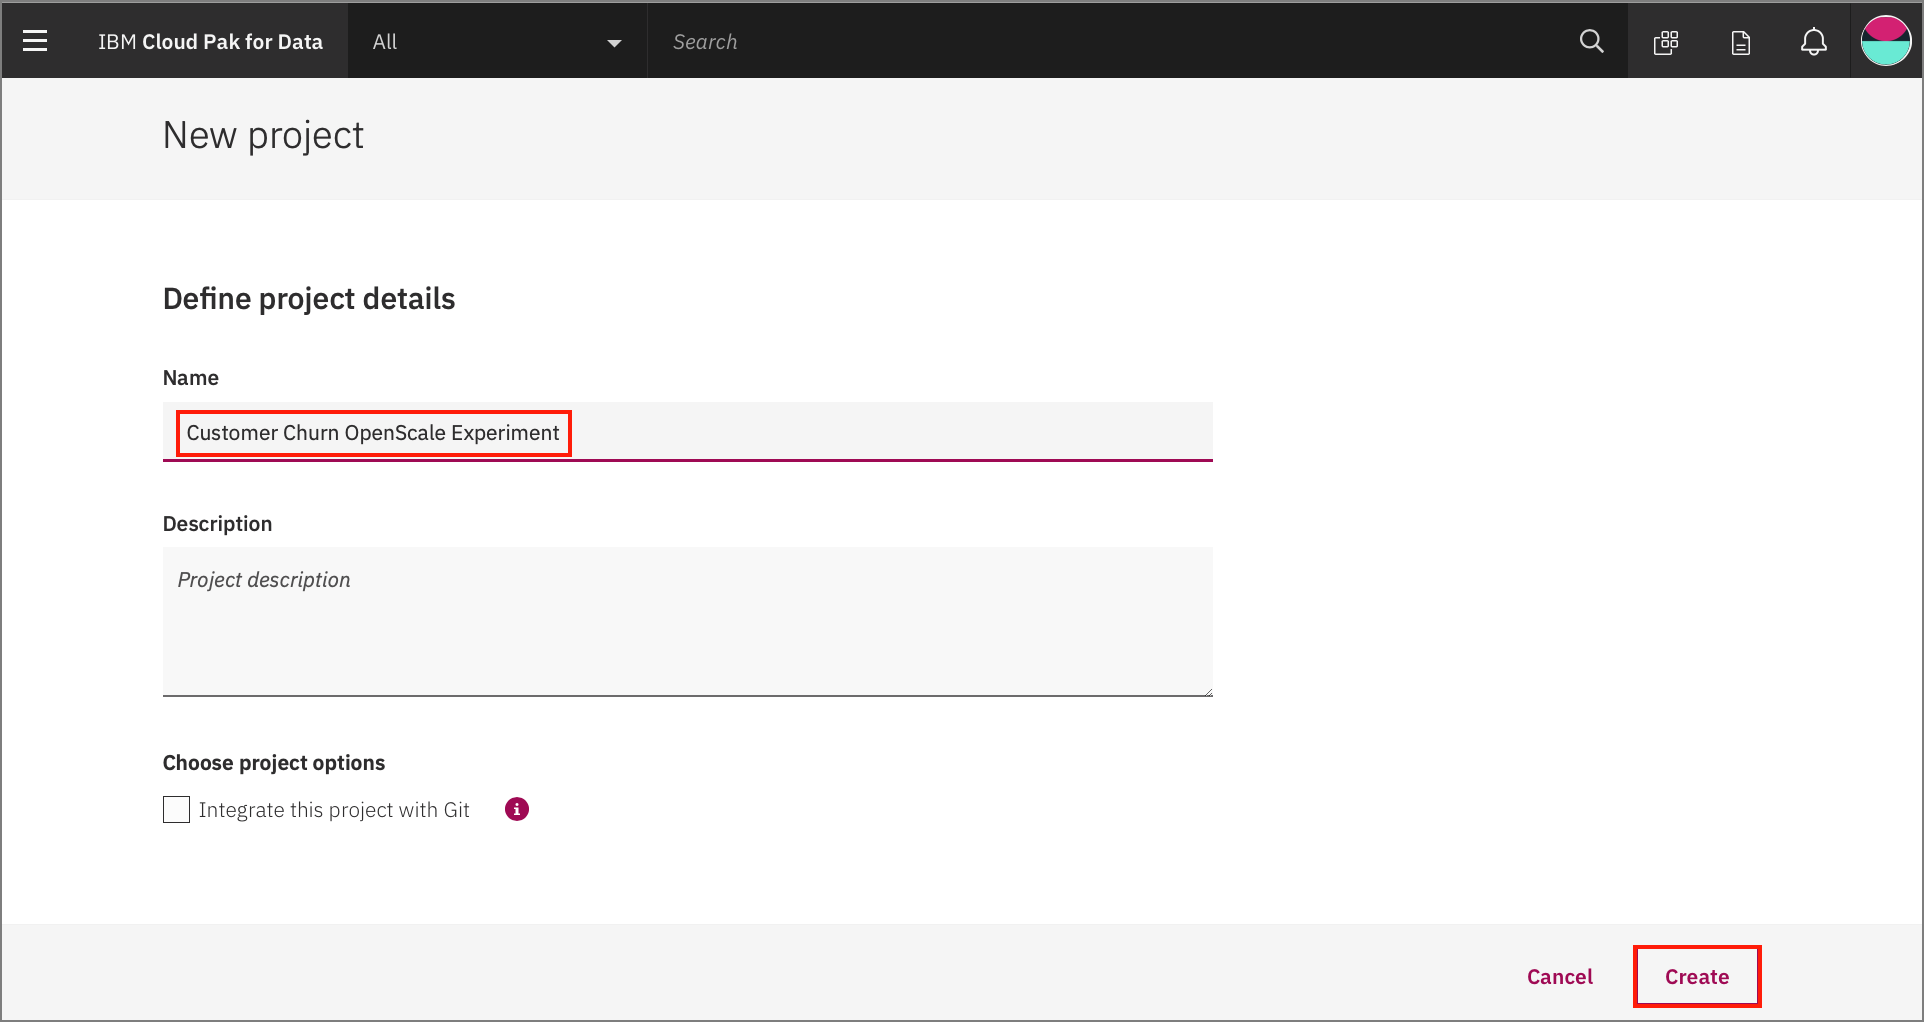 IBM Cloud Pak for Data
All
Search
New project
Define project details
Name
Customer Churn OpenScale Experiment
Description
Project description
Choose project options
Integrate this project with Git
Cancel
Create